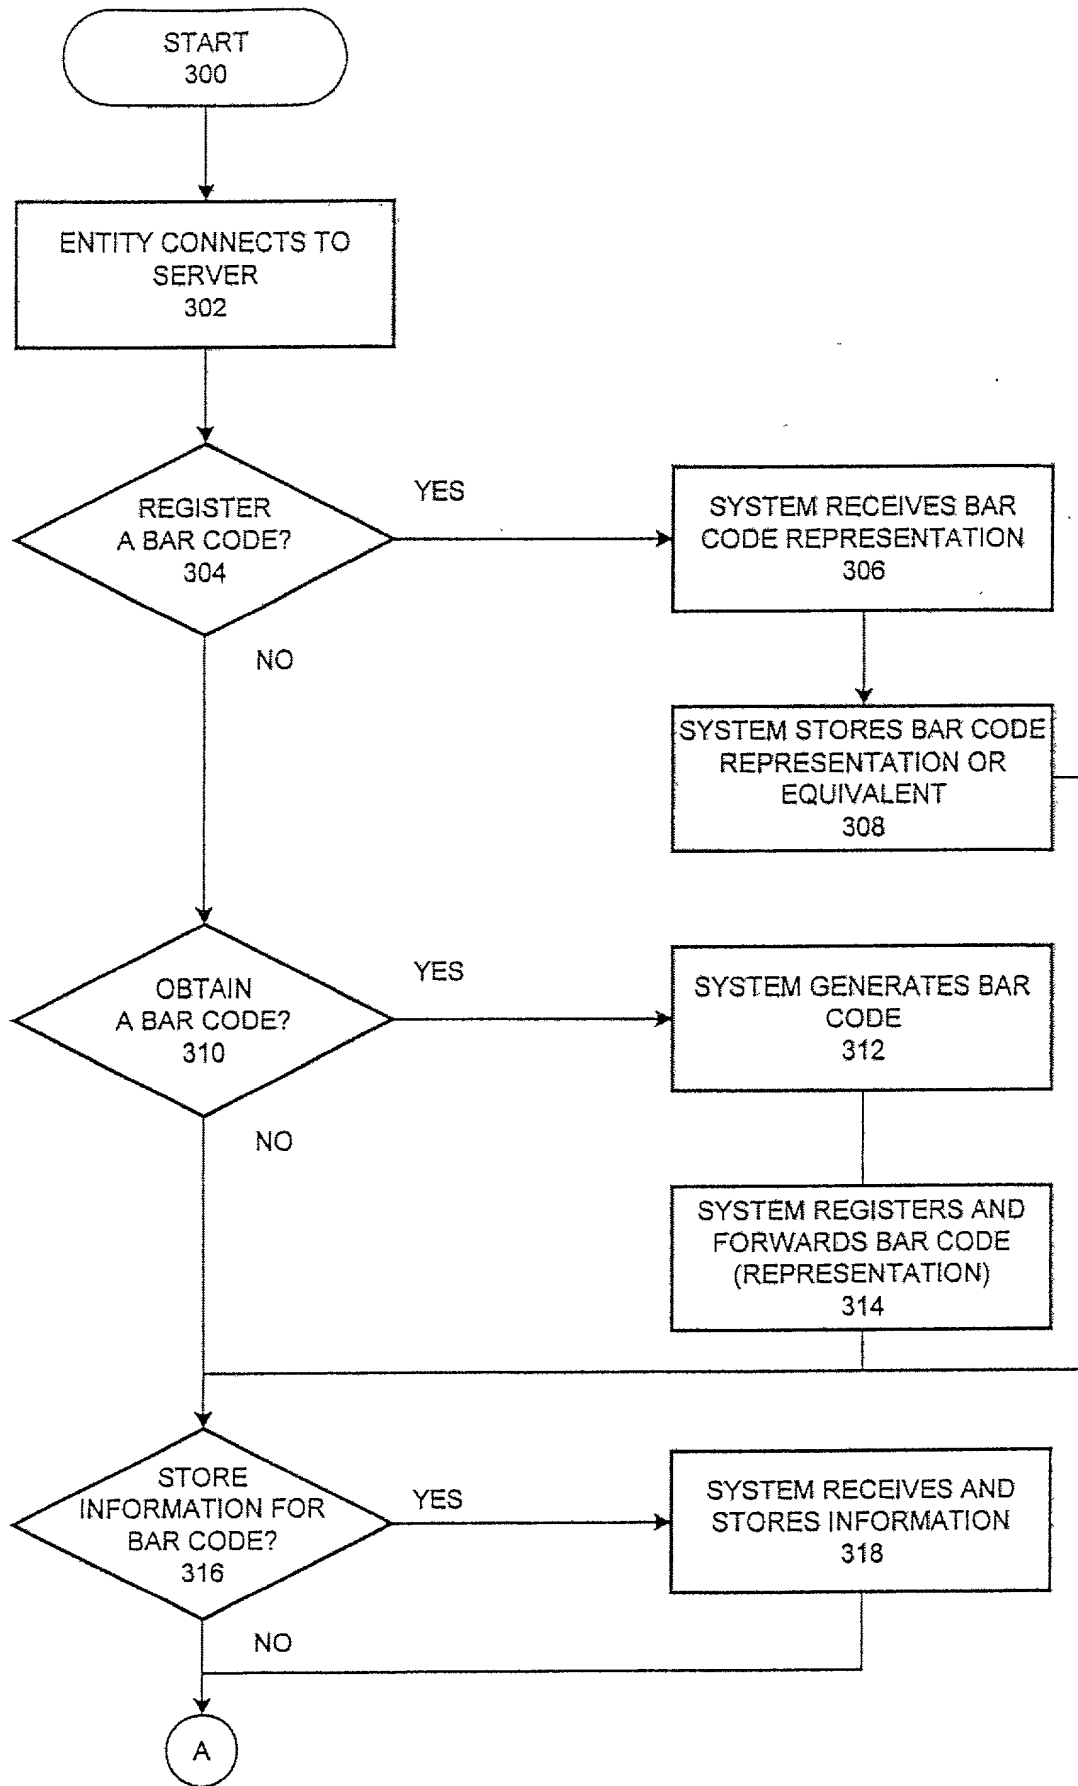 START
300
ENTITY CONNECTS TO
SERVER
302
REGISTER
A BAR CODE?
304
YES
NO
SYSTEM RECEIVES BAR
CODE REPRESENTATION
306
SYSTEM STORES BAR CODE
REPRESENTATION OR
EQUIVALENT
308
OBTAIN
A BAR CODE?
310
YES
NO
SYSTEM GENERATES BAR
CODE
312
SYSTEM REGISTERS AND
FORWARDS BAR CODE
(REPRESENTATION)
314
STORE
INFORMATION FOR
BAR CODE?
316
YES
NO
SYSTEM RECEIVES AND
STORES INFORMATION
318
A